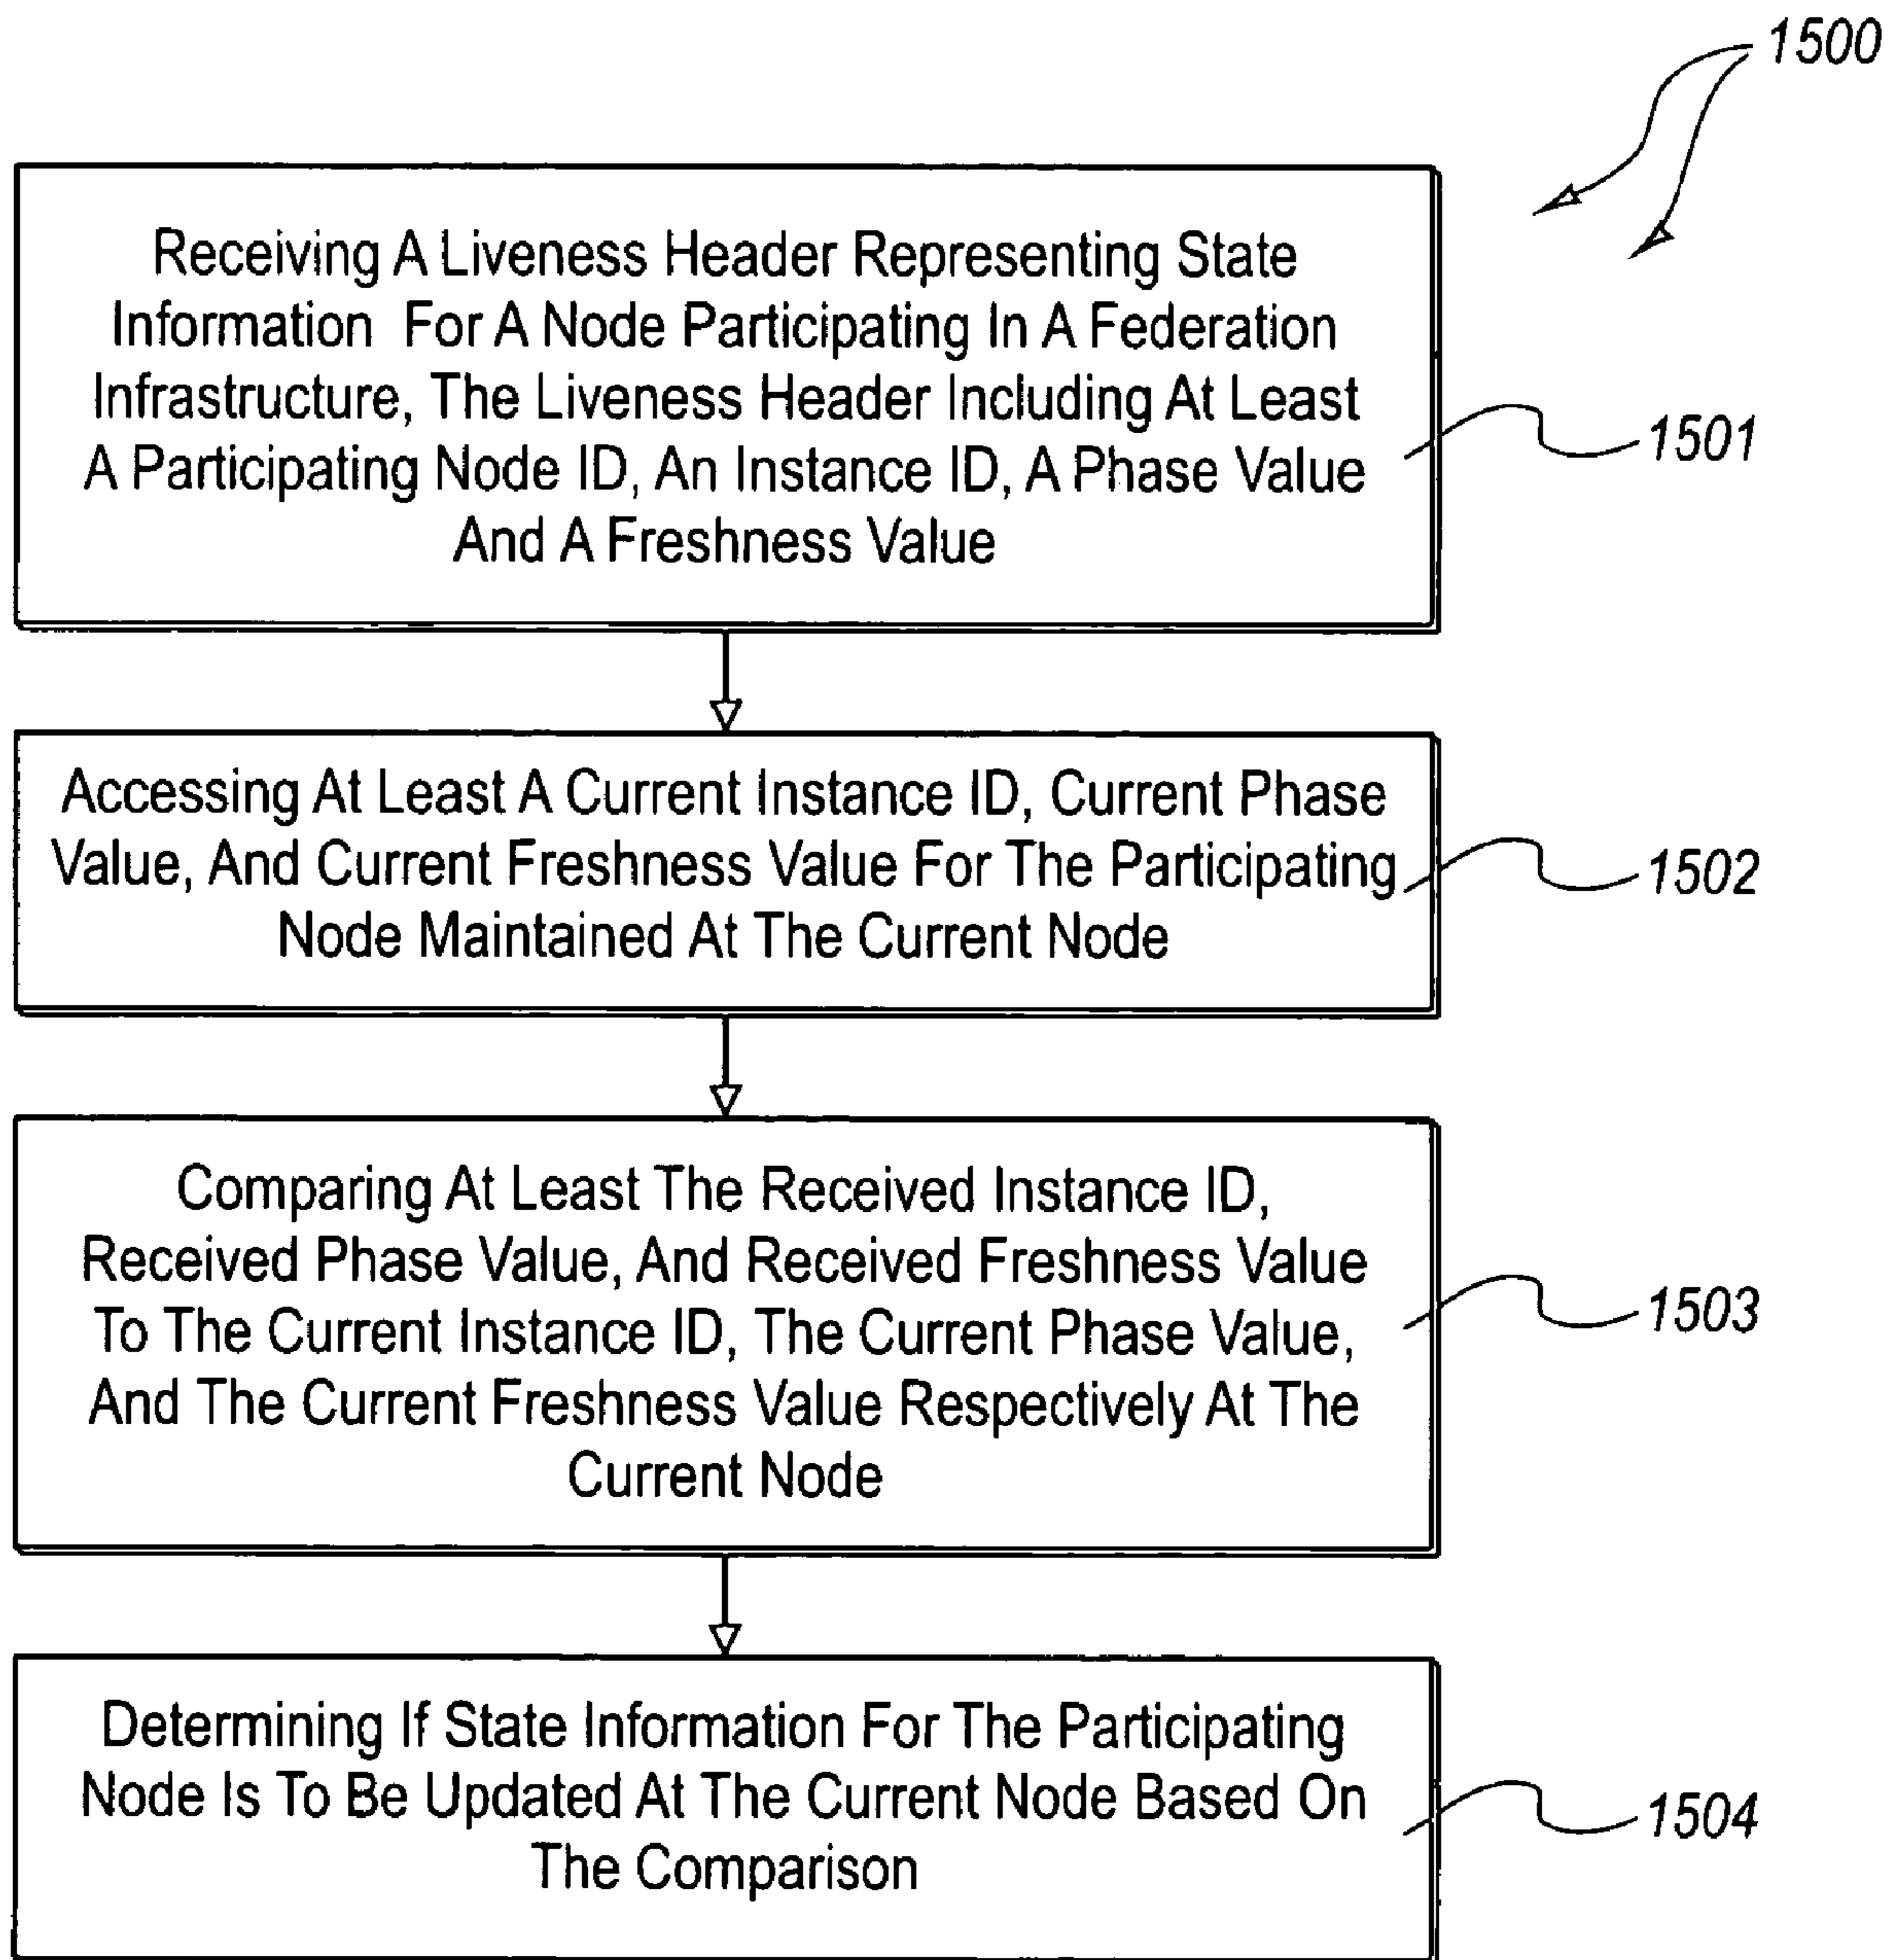 1500
Receiving A Liveness Header Representing State
Information For A Node Participating In A Federation
Infrastructure, The Liveness Header Including At Least
A Participating Node ID, An Instance ID, A Phase Value
And A Freshness Value
1501
Accessing At Least A Current Instance ID, Current Phase
Value, And Current Freshness Value For The Participating
Node Maintained At The Current Node
1502
Comparing At Least The Received Instance ID,
Received Phase Value, And Received Freshness Value
To The Current Instance ID, The Current Phase Value,
And The Current Freshness Value Respectively At The
Current Node
1503
Determining If State Information For The Participating
Node Is To Be Updated At The Current Node Based On
The Comparison
1504